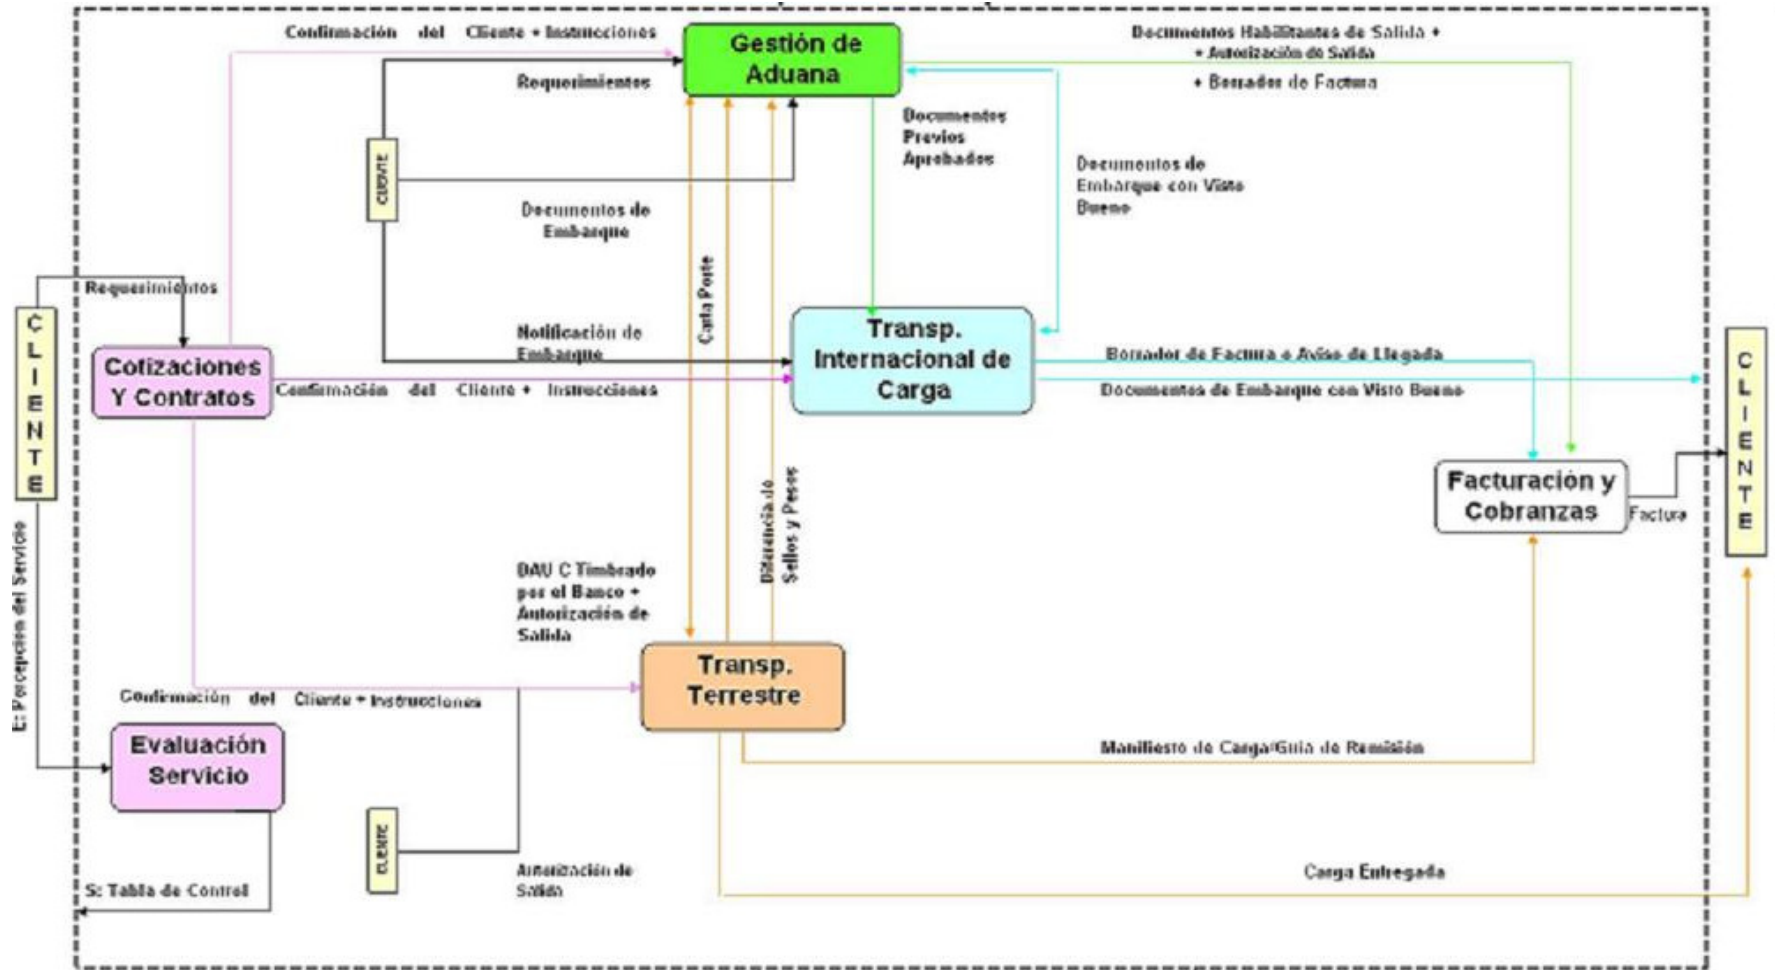 Confirmación del Cliente + Instrucciones
Gestión de
Aduana
Documentos Habilitantes de Salida +
+ Autorización de Salida
+ Borrador de Factura
Requerimientos
CLIENTE
Documentos
Previos
Aprobados
Documentos de
Embarque con Visto
Bueno
Documentos de
Embarque
Requerimientos
CLIENTE
Carta Porte
Notificación de
Embarque
Transp.
Internacional de
Carga
Cotizaciones
Y Contratos
Confirmación del Cliente + Instrucciones
Borrador de Factura o Aviso de Llegada
Documentos de Embarque con Visto Bueno
CLIENTE
Diferencia de
Sellos y Pesos
Facturación y
Cobranzas
Factura
E: Percepcion del Servicio
DAU C Timbrado
por el Banco +
Autorización de
Salida
Transp.
Terrestre
Confirmación del Cliente + Instrucciones
Evaluación
Servicio
Manifiesto de Carga/Guia de Remisión
CLIENTE
Autorización de
Salida
Carga Entregada
S: Tabla de Control